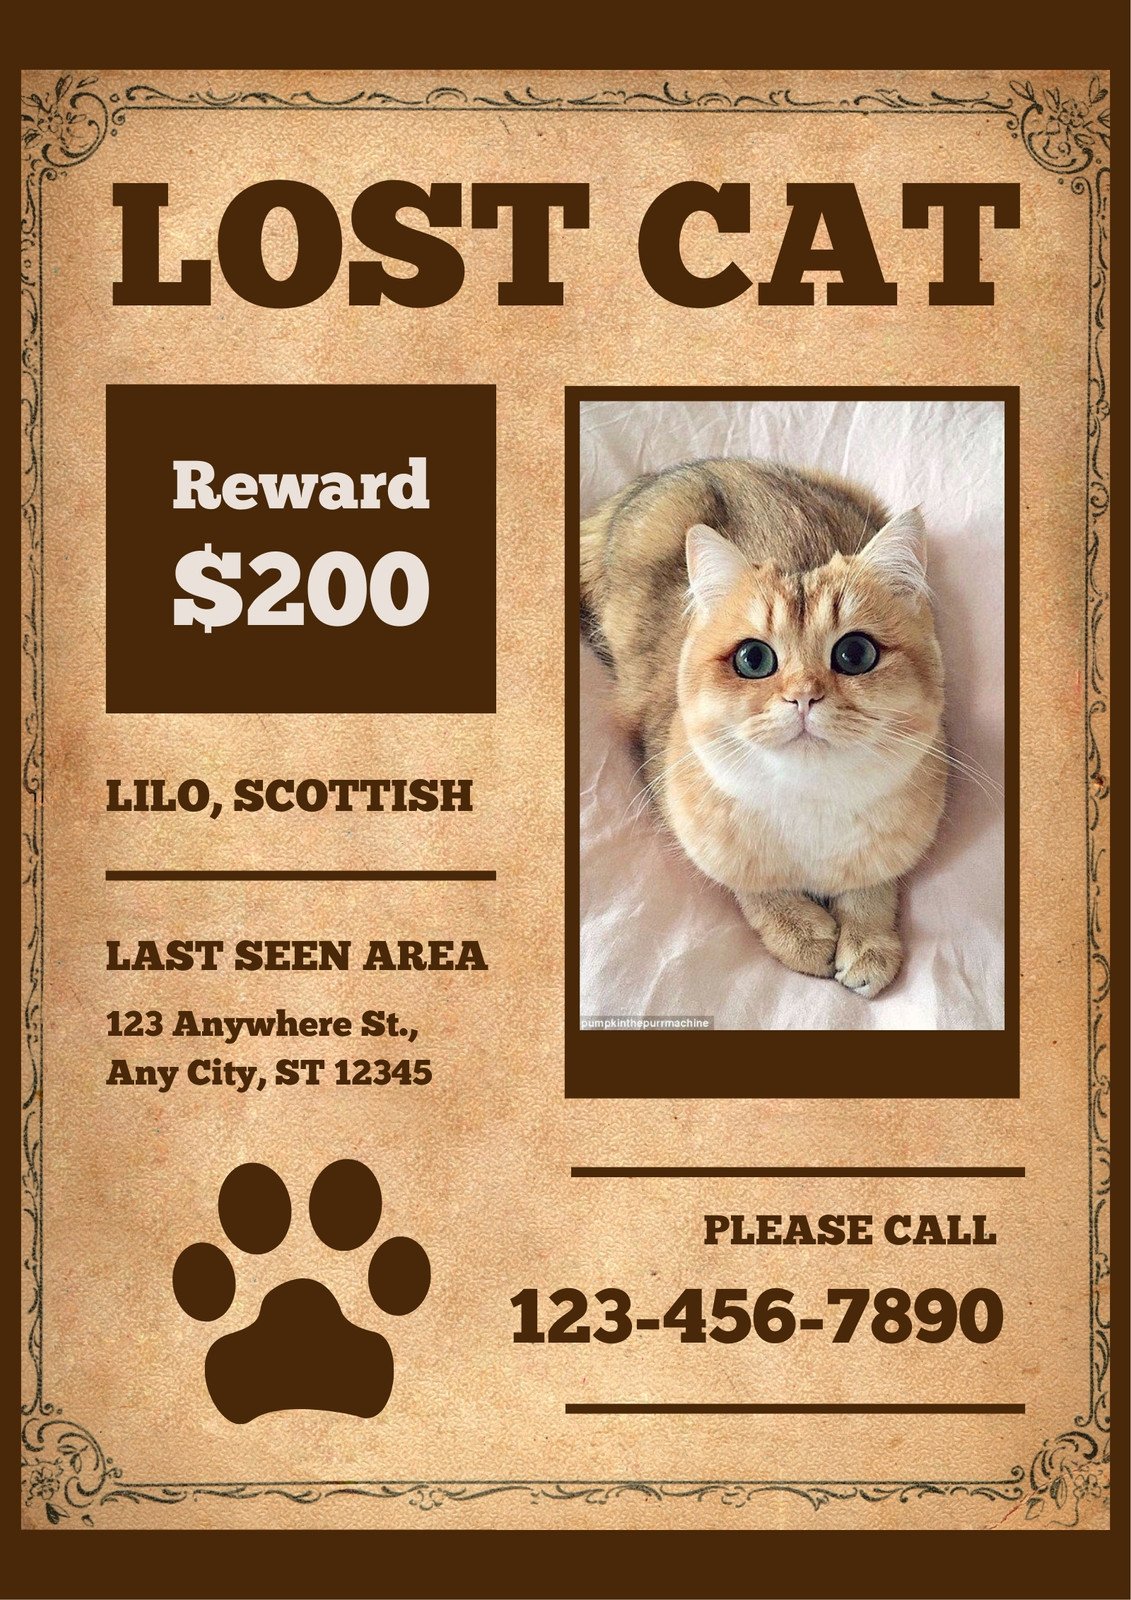 LOST CAT
Reward
$200
LILO, SCOTTISH
LAST SEEN AREA
123 Anywhere St.,
Any City, ST 12345
pumpkinthepurrmachine
PLEASE CALL
123-456-7890